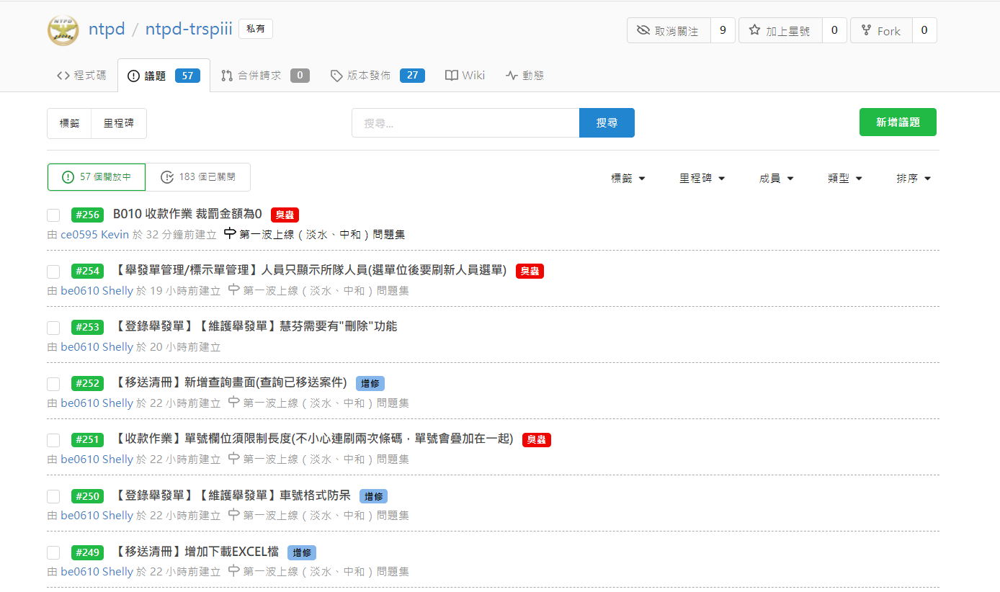 NTPD
ntpd / ntpd-trspiii 私有
取消關注 9 加上星號 0 Fork 0
程式碼 議題 57 合併請求 0 版本發佈 27 Wiki 動態
標籤 里程碑 搜尋... 搜尋 新增議題
57 個開放中 183 個已關閉 標籤 里程碑 成員 類型 排序
#256 B010 收款作業 裁罰金額為0 臭蟲
由 ce0595 Kevin 於 32 分鐘前建立 第一波上線（淡水、中和）問題集
#254 【舉發單管理/標示單管理】人員只顯示所隊人員(選單位後要刷新人員選單) 臭蟲
由 be0610 Shelly 於 19 小時前建立 第一波上線（淡水、中和）問題集
#253 【登錄舉發單】【維護舉發單】慧芬需要有"刪除"功能
由 be0610 Shelly 於 20 小時前建立
#252 【移送清冊】新增查詢畫面(查詢已移送案件) 增修
由 be0610 Shelly 於 22 小時前建立 第一波上線（淡水、中和）問題集
#251 【收款作業】單號欄位須限制長度(不小心連刷兩次條碼，單號會疊加在一起) 臭蟲
由 be0610 Shelly 於 22 小時前建立 第一波上線（淡水、中和）問題集
#250 【登錄舉發單】【維護舉發單】車號格式防呆 增修
由 be0610 Shelly 於 22 小時前建立 第一波上線（淡水、中和）問題集
#249 【移送清冊】增加下載EXCEL檔 增修
由 be0610 Shelly 於 22 小時前建立 第一波上線（淡水、中和）問題集